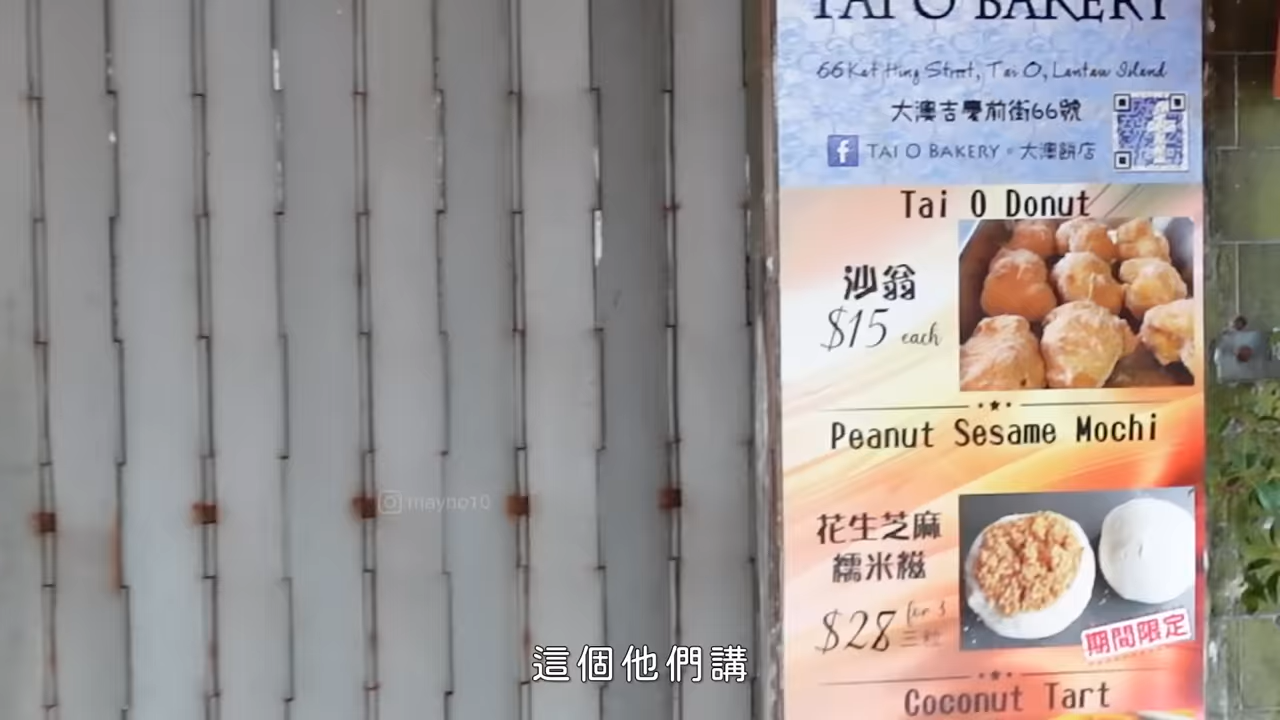 TAI O BAKERY
66 Kat Hing Street, Tai O, Lantau Island
大澳吉慶前街66號
TAI O BAKERY。大澳餅店
Tai O Donut
沙翁
$15 each
Peanut Sesame Mochi
花生芝麻
糯米糍
$28 for 3
三粒
期間限定
Coconut Tart
mayho10
這個他們講